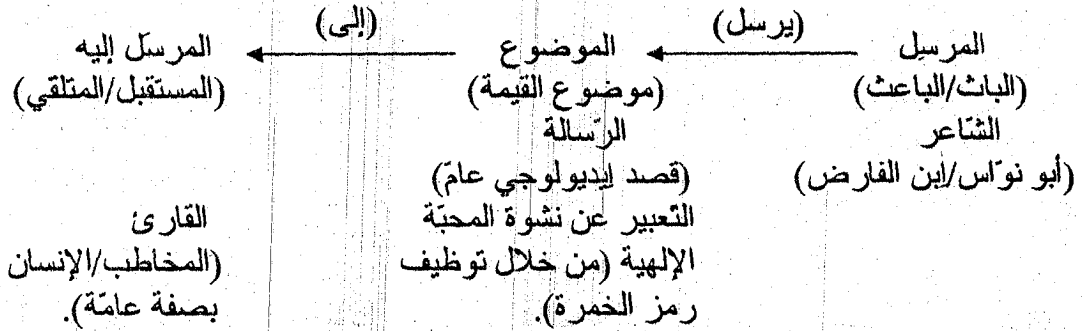 (يرسل) (إلى)
المرسِل الموضوع المرسَل إليه
(الباث/الباعث) (موضوع القيمة) (المستقبل/المتلقي)
الشّاعر الرّسالة
(أبو نوّاس/إبن الفارض) (قصد إيديولوجي عامّ)
التّعبير عن نشوة المحبّة القارئ
الإلهية (من خلال توظيف (المخاطب/الإنسان
رمز الخمرة). بصفة عامّة).